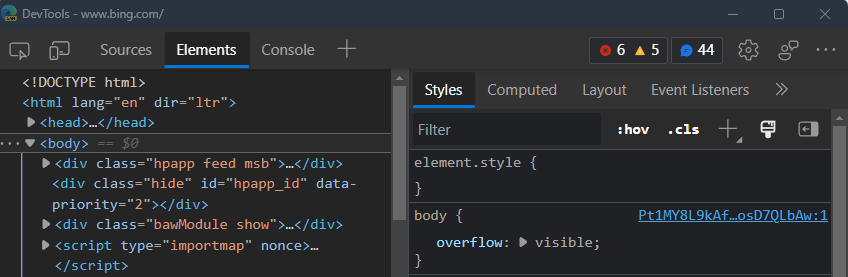 DevTools - www.bing.com/
Sources Elements Console 6 5 44
<!DOCTYPE html>
<html lang="en" dir="ltr">
<head>…</head>
… <body> == $0
<div class="hpapp feed msb">…</div>
<div class="hide" id="hpapp_id" data-
priority="2"></div>
<div class="bawModule show">…</div>
<script type="importmap" nonce>…
</script>
Styles Computed Layout Event Listeners
Filter :hov .cls
element.style {
}
body { Pt1MY8L9kAf…osD7QLbAw:1
overflow: visible;
}